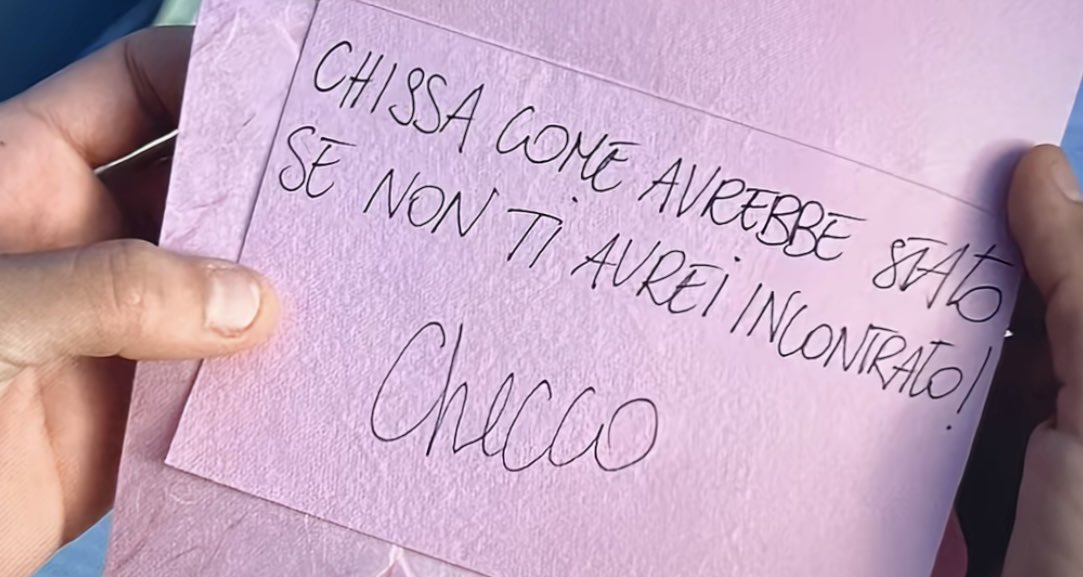 CHISSA COME AVREBBE STATO
SE NON TI AVREI INCONTRATO!
Checco